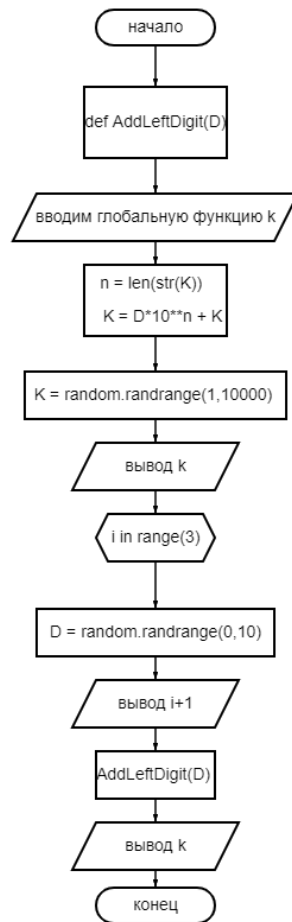 начало
def AddLeftDigit(D)
вводим глобальную функцию k
n = len(str(K))
K = D*10**n + K
K = random.randrange(1,10000)
вывод k
i in range(3)
D = random.randrange(0,10)
вывод i+1
AddLeftDigit(D)
вывод k
конец